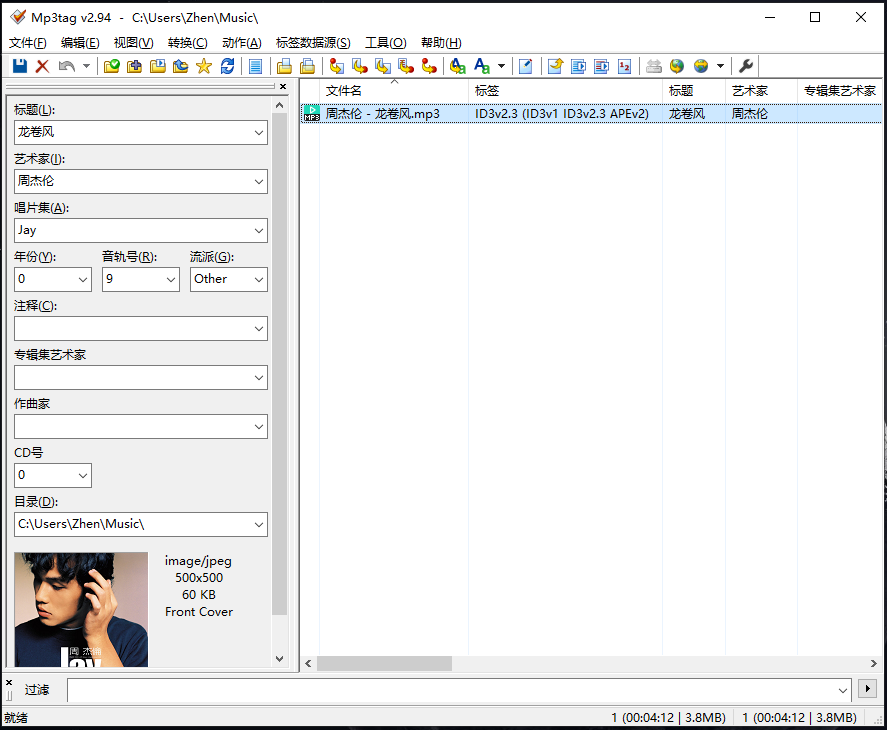 Mp3tag v2.94 - C:\Users\Zhen\Music\
文件(F) 编辑(E) 视图(V) 转换(C) 动作(A) 标签数据源(S) 工具(O) 帮助(H)
文件名 标签 标题 艺术家 专辑集艺术家
MP3 周杰伦 - 龙卷风.mp3 ID3v2.3 (ID3v1 ID3v2.3 APEv2) 龙卷风 周杰伦
标题(L):
龙卷风
艺术家(I):
周杰伦
唱片集(A):
Jay
年份(Y): 音轨号(R): 流派(G):
0 9 Other
注释(C):
专辑集艺术家
作曲家
CD号
0
目录(D):
C:\Users\Zhen\Music\
image/jpeg
500x500
60 KB
Front Cover
周 杰倫
Jay
过滤
就绪 1 (00:04:12 | 3.8MB) 1 (00:04:12 | 3.8MB)